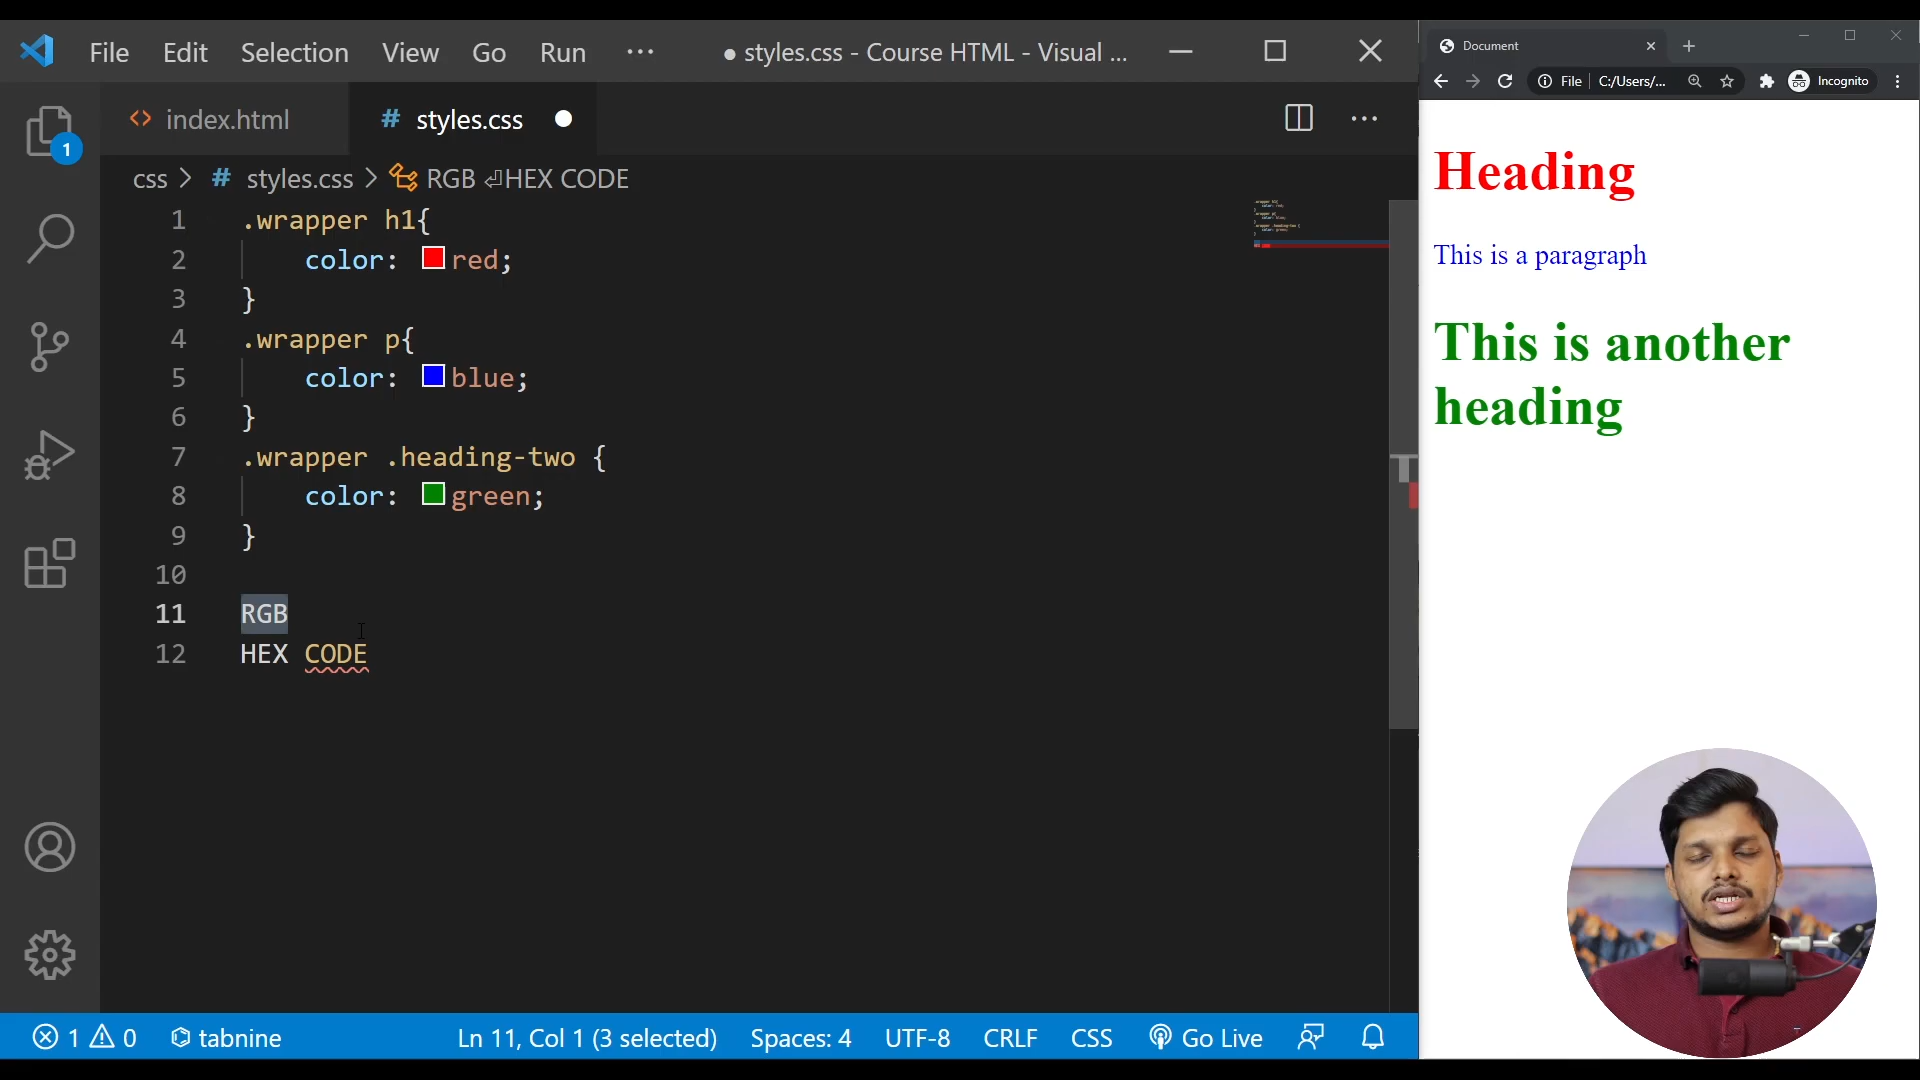 File Edit Selection View Go Run ··· ● styles.css - Course HTML - Visual ...
index.html # styles.css
css > # styles.css > RGB ⏎HEX CODE
1 .wrapper h1{
2 color: red;
3 }
4 .wrapper p{
5 color: blue;
6 }
7 .wrapper .heading-two {
8 color: green;
9 }
10
11 RGB
12 HEX CODE
1
1 0 tabnine Ln 11, Col 1 (3 selected) Spaces: 4 UTF-8 CRLF CSS Go Live
Document
File C:/Users/... Incognito
Heading
This is a paragraph
This is another
heading